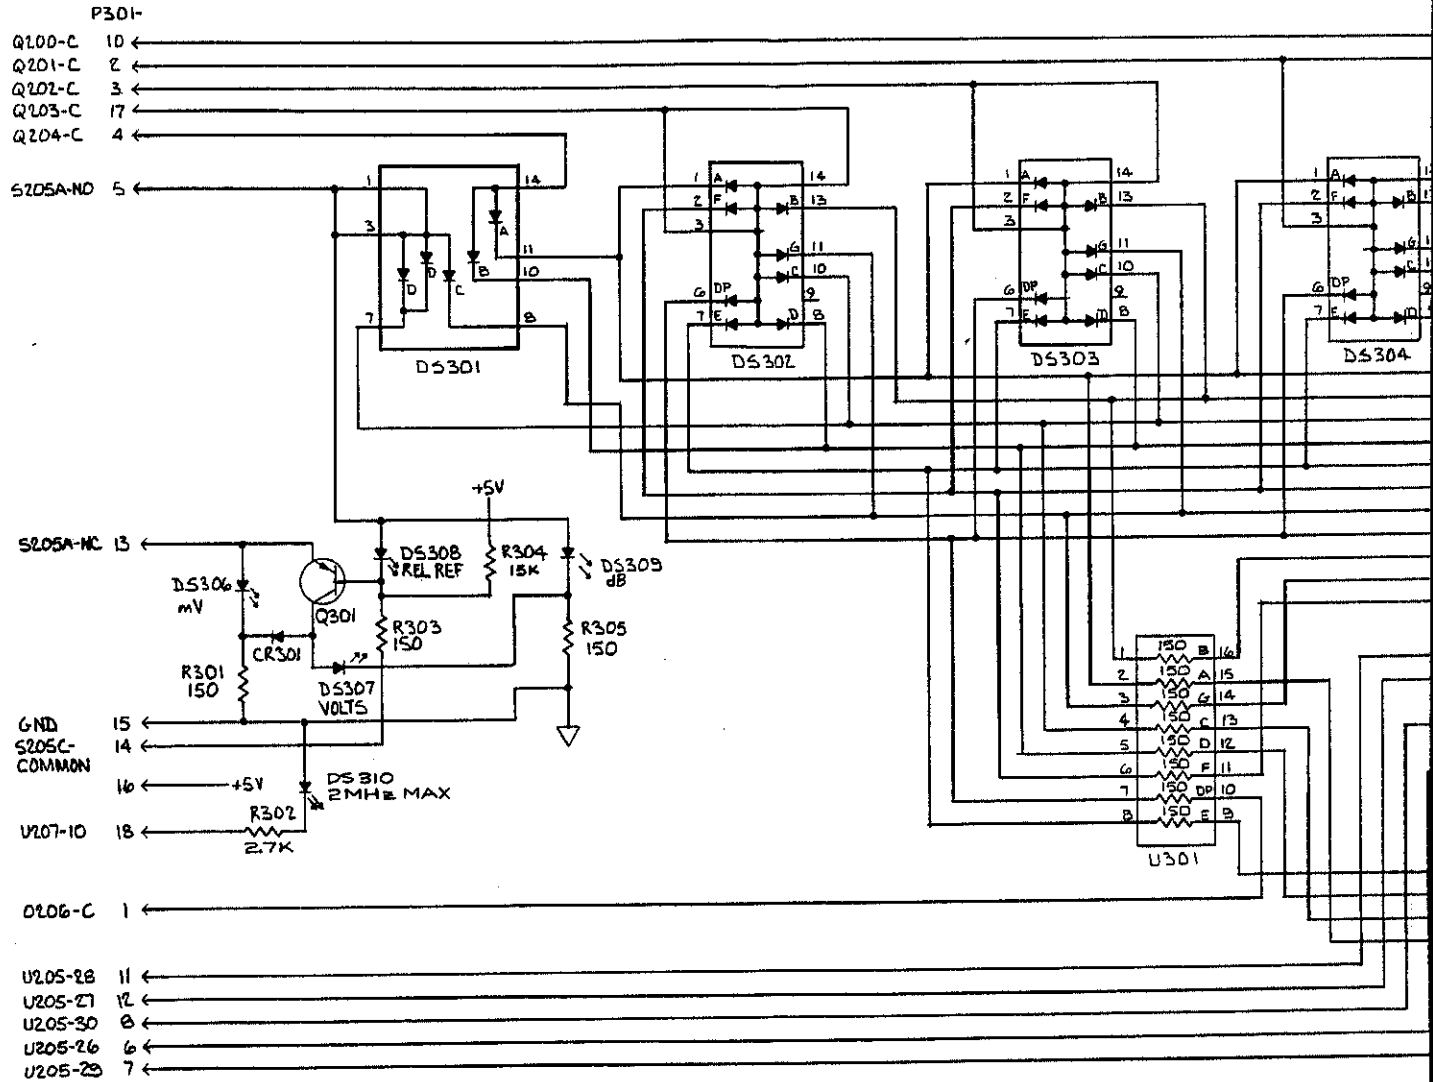 P301-
Q200-C 10
Q201-C 2
Q202-C 3
Q203-C 17
Q204-C 4
S205A-NO 5
1 14
3 A
11
D D C B 10
7 8
DS301
1 A 14
2 F B 13
3
G 11
C 10
6 DP 9
7 E D 8
DS302
1 A 14
2 F B 13
3
G 11
C 10
6 DP 9
7 E D 8
DS303
1 A
2 F B
3
G
C
6 DP
7 E D
DS304
+5V
S205A-NC 13
DS306
mV
Q301
DS308
REL REF
R304
15K
DS309
dB
R303
150
R305
150
CR301
R301
150
DS307
VOLTS
GND 15
S205C- 14
COMMON
16 +5V
DS310
2MHz MAX
R302
2.7K
U207-10 18
1 150 B 16
2 150 A 15
3 150 G 14
4 150 C 13
5 150 D 12
6 150 F 11
7 150 DP 10
8 150 E 9
U301
Q206-C 1
U205-28 11
U205-27 12
U205-30 8
U205-26 6
U205-29 7